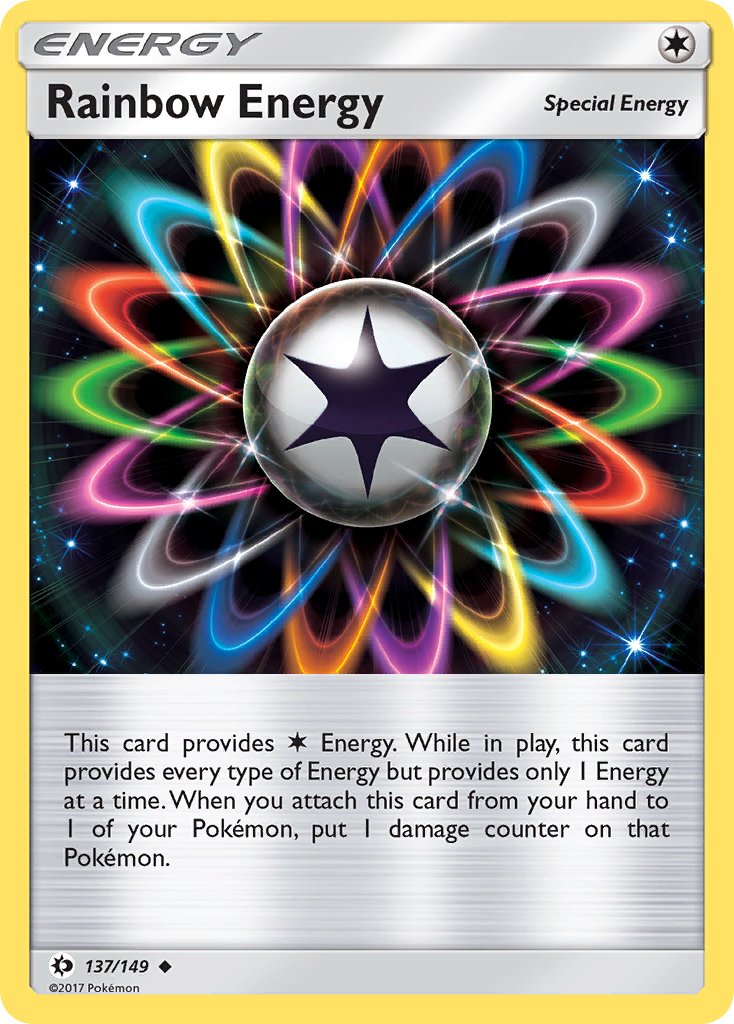 ENERGY
Rainbow Energy
Special Energy
This card provides Energy. While in play, this card
provides every type of Energy but provides only 1 Energy
at a time. When you attach this card from your hand to
1 of your Pokémon, put 1 damage counter on that
Pokémon.
137/149
©2017 Pokémon